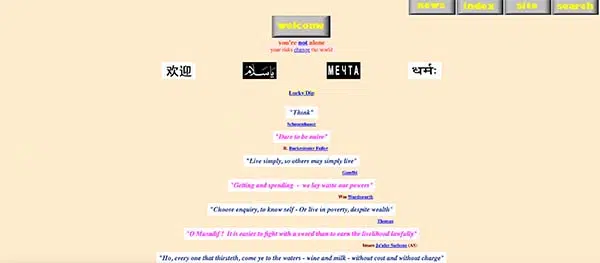 news index site search
welcome
you're not alone
your visits change the world
欢迎 ياسلام МЕЧТА धर्मः
Lucky Dip
"Think"
Schopenhauer
"Dare to be naive"
R. Buckminster Fuller
"Live simply, so others may simply live"
Gandhi
"Getting and spending - we lay waste our powers"
Wm Wordsworth
"Choose enquiry, to know self - Or live in poverty, despite wealth"
Thomas
"O Musadif ! It is easier to fight with a sword than to earn the livelihood lawfully"
Imam Ja'afar Sadiq (AS)
"Ho, every one that thirsteth, come ye to the waters - wine and milk - without cost and without charge"